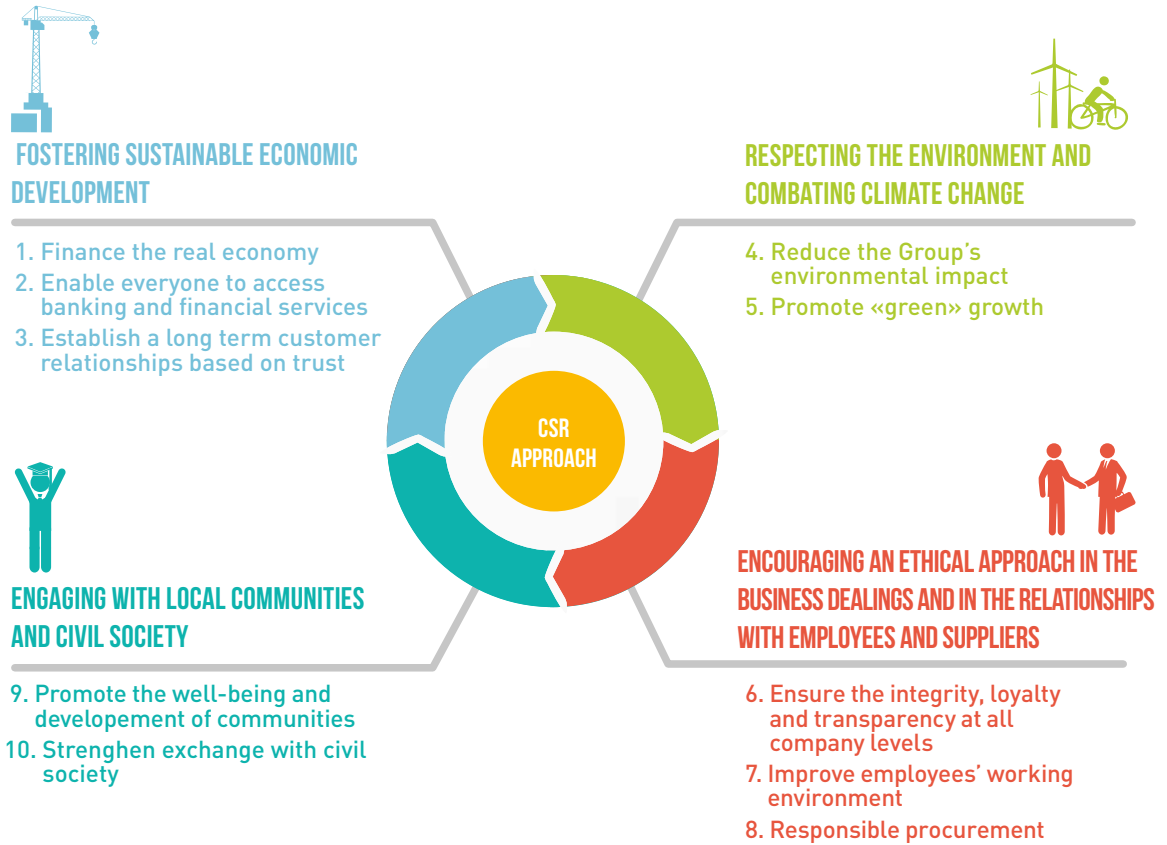 FOSTERING SUSTAINABLE ECONOMIC
DEVELOPMENT
1. Finance the real economy
2. Enable everyone to access
banking and financial services
3. Establish a long term customer
relationships based on trust
RESPECTING THE ENVIRONMENT AND
COMBATING CLIMATE CHANGE
4. Reduce the Group's
environmental impact
5. Promote «green» growth
CSR
APPROACH
ENCOURAGING AN ETHICAL APPROACH IN THE
BUSINESS DEALINGS AND IN THE RELATIONSHIPS
WITH EMPLOYEES AND SUPPLIERS
6. Ensure the integrity, loyalty
and transparency at all
company levels
7. Improve employees' working
environment
8. Responsible procurement
ENGAGING WITH LOCAL COMMUNITIES
AND CIVIL SOCIETY
9. Promote the well-being and
developement of communities
10. Strenghen exchange with civil
society